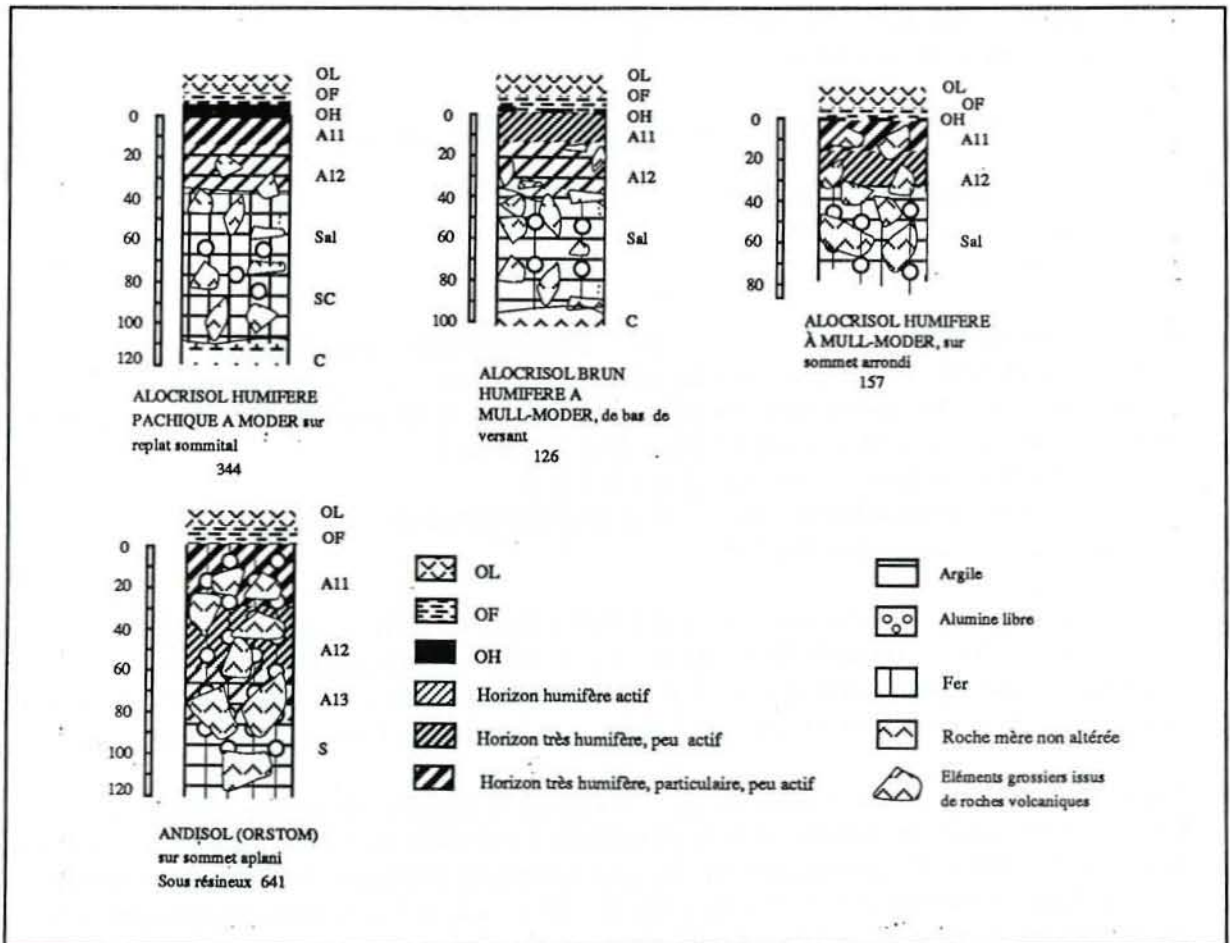 OL
OF
OH
A11
A12
Sal
SC
C
0
20
40
60
80
100
120
ALOCRISOL HUMIFERE
PACHIQUE A MODER sur
replat sommital
344
OL
OF
OH
A11
A12
Sal
C
0
20
40
60
80
100
ALOCRISOL BRUN
HUMIFERE A
MULL-MODER, de bas de
versant
126
OL
OF
OH
A11
A12
Sal
0
20
40
60
80
ALOCRISOL HUMIFERE
À MULL-MODER, sur
sommet arrondi
157
OL
OF
A11
A12
A13
S
0
20
40
60
80
100
120
ANDISOL (ORSTOM)
sur sommet aplani
Sous résineux 641
OL
OF
OH
Horizon humifère actif
Horizon très humifère, peu actif
Horizon très humifère, particulaire, peu actif
Argile
Alumine libre
Fer
Roche mère non altérée
Eléments grossiers issus
de roches volcaniques